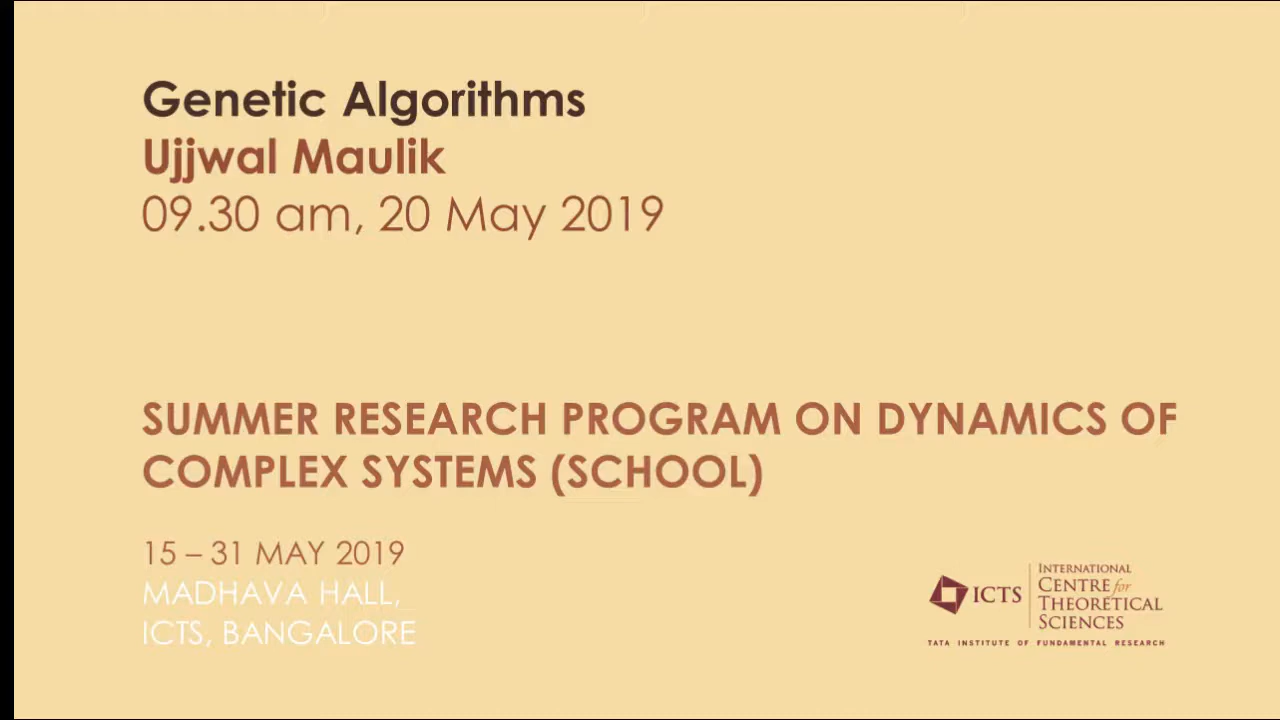 Genetic Algorithms
Ujjwal Maulik
09.30 am, 20 May 2019
SUMMER RESEARCH PROGRAM ON DYNAMICS OF
COMPLEX SYSTEMS (SCHOOL)
15 – 31 MAY 2019
MADHAVA HALL,
ICTS, BANGALORE
ICTS
INTERNATIONAL
CENTRE for
THEORETICAL
SCIENCES
TATA INSTITUTE OF FUNDAMENTAL RESEARCH